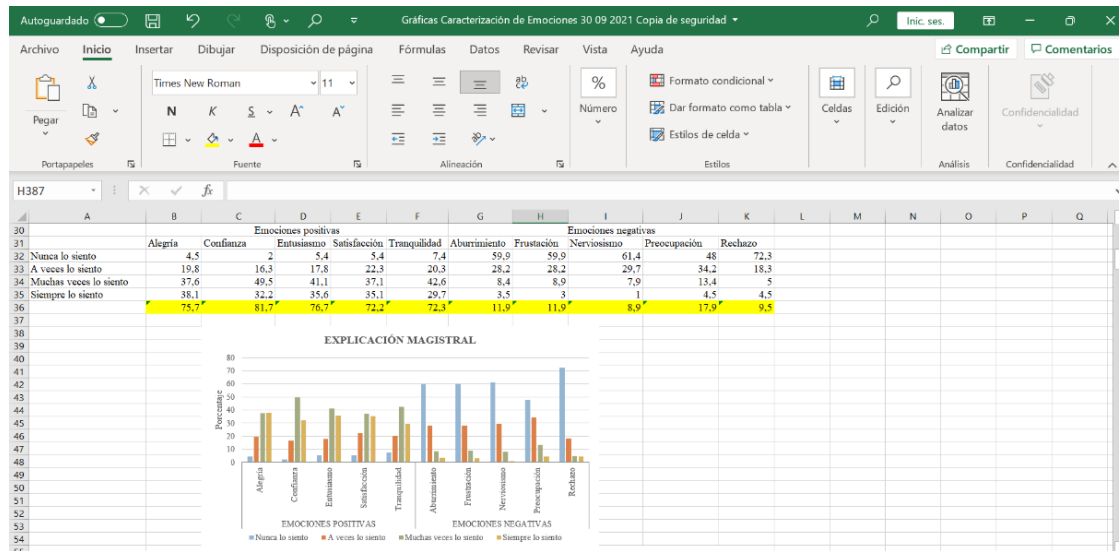 Autoguardado
Gráficas Caracterización de Emociones 30 09 2021 Copia de seguridad
Inic. ses.
Archivo Inicio Insertar Dibujar Disposición de página Fórmulas Datos Revisar Vista Ayuda Compartir Comentarios
Pegar
Times New Roman 11
N K S A A
A
ab
%
Número
Formato condicional
Dar formato como tabla
Estilos de celda
Celdas
Edición
Analizar datos
Confidencialidad
Portapapeles Fuente Alineación Estilos Análisis Confidencialidad
H387 fx
A B C D E F G H I J K L M N O P Q
30 Emociones positivas Emociones negativas
31 Alegría Confianza Entusiasmo Satisfacción Tranquilidad Aburrimiento Frustación Nerviosismo Preocupación Rechazo
32 Nunca lo siento 4,5 2 5,4 5,4 7,4 59,9 59,9 61,4 48 72,3
33 A veces lo siento 19,8 16,3 17,8 22,3 20,3 28,2 28,2 29,7 34,2 18,3
34 Muchas veces lo siento 37,6 49,5 41,1 37,1 42,6 8,4 8,9 7,9 13,4 5
35 Siempre lo siento 38,1 32,2 35,6 35,1 29,7 3,5 3 1 4,5 4,5
36 75,7 81,7 76,7 72,2 72,3 11,9 11,9 8,9 17,9 9,5
37
38
39
40
41
42
43
44
45
46
47
48
49
50
51
52
53
54
EXPLICACIÓN MAGISTRAL
Porcentaje
80
70
60
50
40
30
20
10
0
Alegría
Confianza
Entusiasmo
Satisfacción
Tranquilidad
Aburrimiento
Frustración
Nerviosismo
Preocupación
Rechazo
EMOCIONES POSITIVAS EMOCIONES NEGATIVAS
Nunca lo siento A veces lo siento Muchas veces lo siento Siempre lo siento